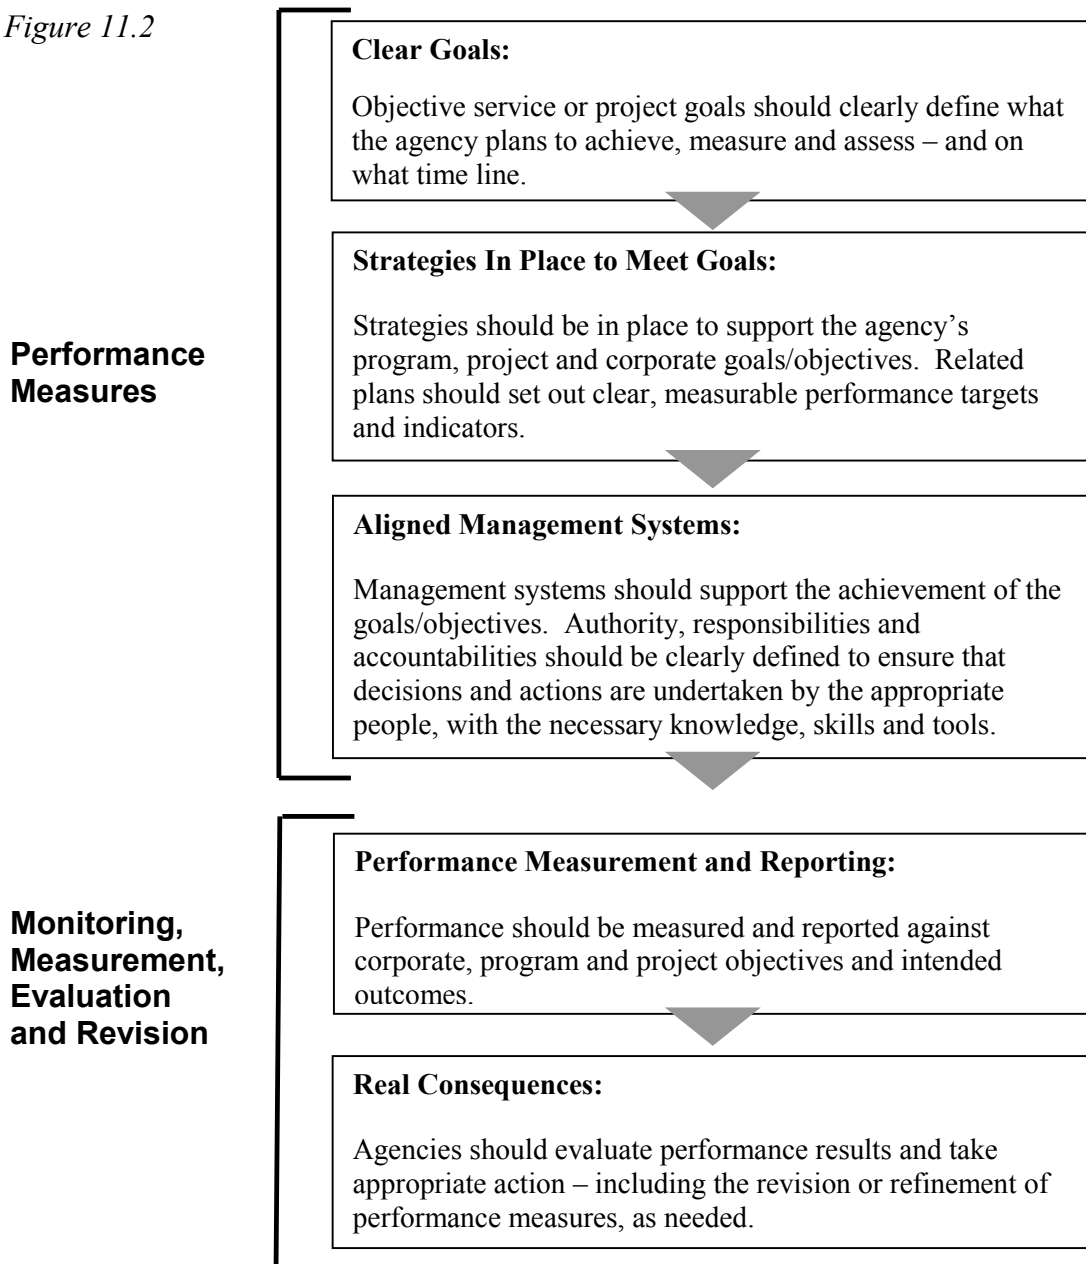 Figure 11.2
Clear Goals:
Objective service or project goals should clearly define what
the agency plans to achieve, measure and assess – and on
what time line.
Performance
Measures
Strategies In Place to Meet Goals:
Strategies should be in place to support the agency’s
program, project and corporate goals/objectives.  Related
plans should set out clear, measurable performance targets
and indicators.
Aligned Management Systems:
Management systems should support the achievement of the
goals/objectives.  Authority, responsibilities and
accountabilities should be clearly defined to ensure that
decisions and actions are undertaken by the appropriate
people, with the necessary knowledge, skills and tools.
Monitoring,
Measurement,
Evaluation
and Revision
Performance Measurement and Reporting:
Performance should be measured and reported against
corporate, program and project objectives and intended
outcomes.
Real Consequences:
Agencies should evaluate performance results and take
appropriate action – including the revision or refinement of
performance measures, as needed.